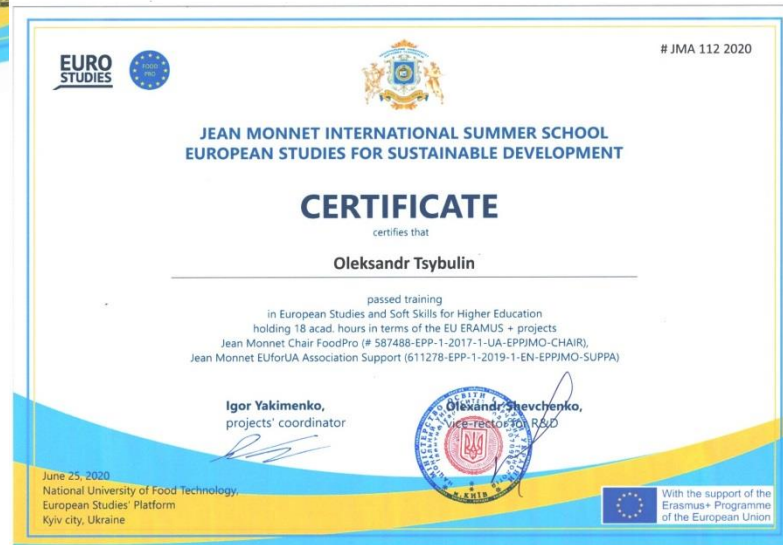 EURO
STUDIES
FOOD
PRO
# JMA 112 2020
JEAN MONNET INTERNATIONAL SUMMER SCHOOL
EUROPEAN STUDIES FOR SUSTAINABLE DEVELOPMENT
CERTIFICATE
certifies that
Oleksandr Tsybulin
passed training
in European Studies and Soft Skills for Higher Education
holding 18 acad. hours in terms of the EU ERAMUS + projects
Jean Monnet Chair FoodPro (# 587488-EPP-1-2017-1-UA-EPPJMO-CHAIR),
Jean Monnet EUforUA Association Support (611278-EPP-1-2019-1-EN-EPPJMO-SUPPA)
Igor Yakimenko,
projects' coordinator
Olexandr Shevchenko,
vice-rector for R&D
МІНІСТЕРСТВО ОСВІТИ І НАУКИ УКРАЇНИ
м. КИЇВ
June 25, 2020
National University of Food Technology,
European Studies' Platform
Kyiv city, Ukraine
With the support of the
Erasmus+ Programme
of the European Union